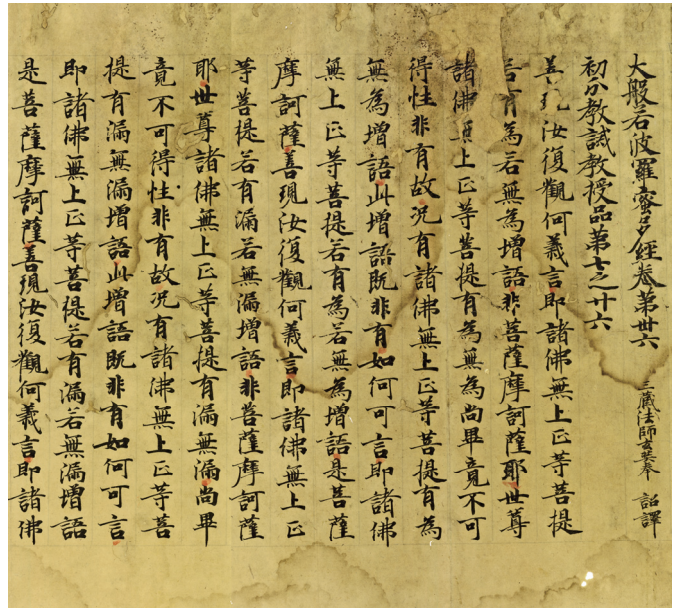 大般若波羅蜜多經卷第卅六 三藏法師玄奘奉 詔譯
初分教誡教授品第七之廿六
善現汝復觀何義言即諸佛無上正等菩提
若有為若無為增語非菩薩摩訶薩耶世尊
諸佛無上正等菩提有為無為尚畢竟不可
得性非有故況有諸佛無上正等菩提有為
無為增語此增語既非有如何可言即諸佛
無上正等菩提若有為若無為增語是菩薩
摩訶薩善現汝復觀何義言即諸佛無上正
等菩提若有漏若無漏增語非菩薩摩訶薩
耶世尊諸佛無上正等菩提有漏無漏尚畢
竟不可得性非有故況有諸佛無上正等菩
提有漏無漏增語此增語既非有如何可言
即諸佛無上正等菩提若有漏若無漏增語
是菩薩摩訶薩善現汝復觀何義言即諸佛